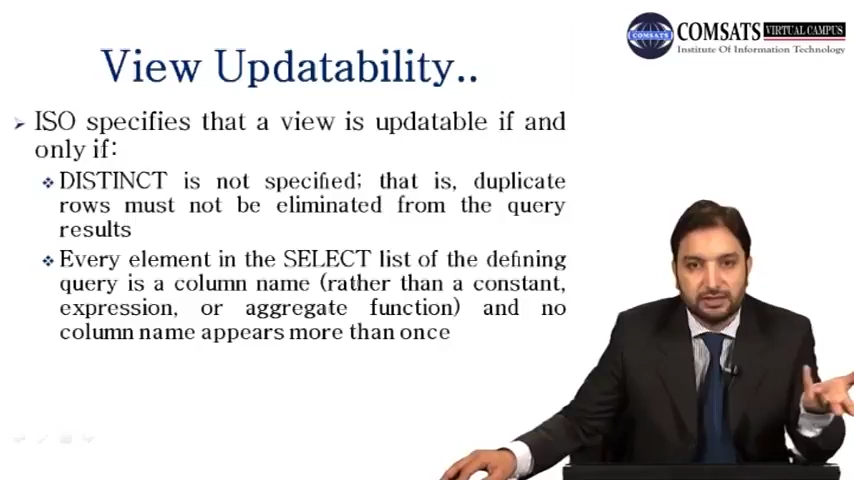 COMSATS VIRTUAL CAMPUS
COMSATS
Institute Of Information Technology
View Updatability..
ISO specifies that a view is updatable if and
only if:
DISTINCT is not specified; that is, duplicate
rows must not be eliminated from the query
results
Every element in the SELECT list of the defining
query is a column name (rather than a constant,
expression, or aggregate function) and no
column name appears more than once